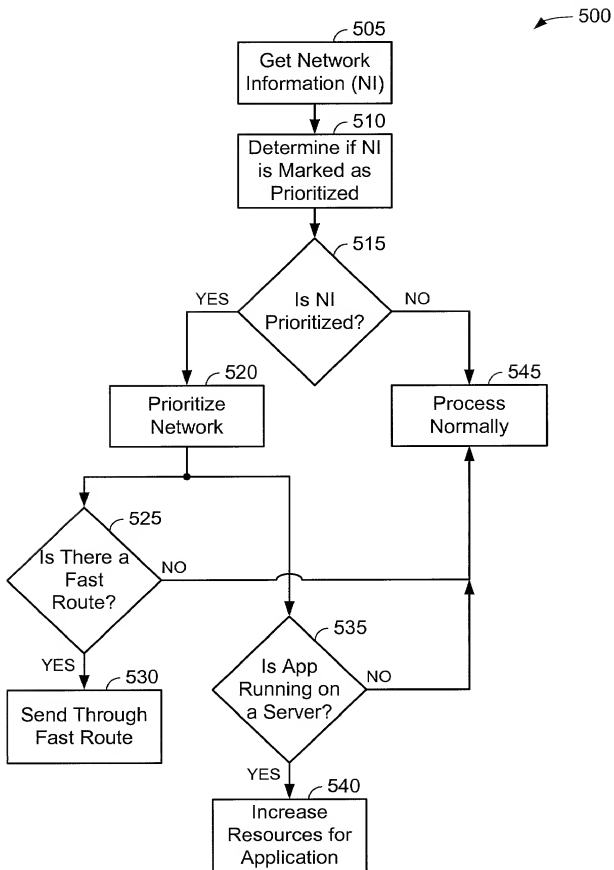 500
505
Get Network
Information (NI)
510
Determine if NI
is Marked as
Prioritized
515
Is NI
Prioritized?
YES
NO
520
Prioritize
Network
545
Process
Normally
525
Is There a
Fast
Route?
NO
YES
530
Send Through
Fast Route
535
Is App
Running on
a Server?
NO
YES
540
Increase
Resources for
Application